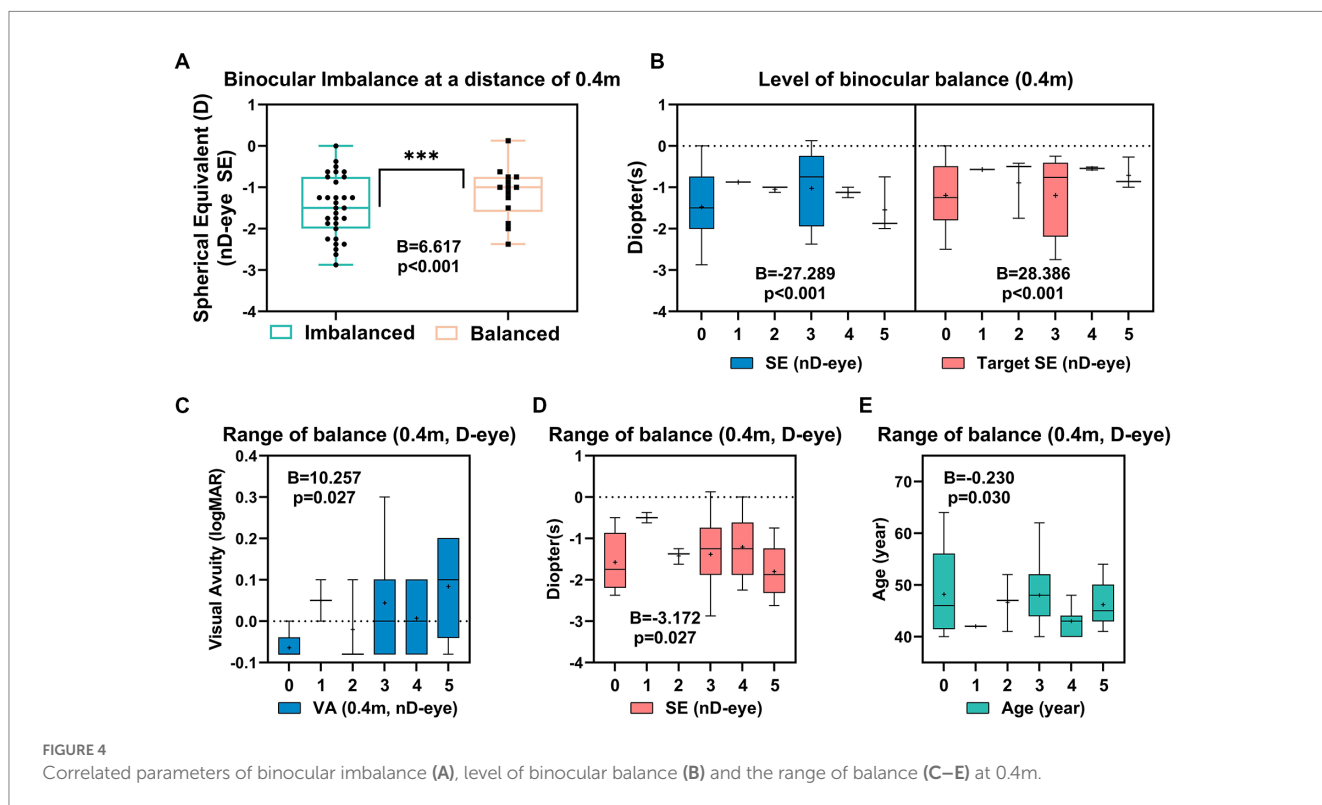 A
Binocular Imbalance at a distance of 0.4m
Spherical Equivalent (D)
(nD-eye SE)
1
0
-1
-2
-3
-4
***
B=6.617
p<0.001
Imbalanced
Balanced
B
Level of binocular balance (0.4m)
Diopter(s)
1
0
-1
-2
-3
-4
B=-27.289
p<0.001
B=28.386
p<0.001
0 1 2 3 4 5 0 1 2 3 4 5
SE (nD-eye)
Target SE (nD-eye)
C
Range of balance (0.4m, D-eye)
Visual Avuity (logMAR)
0.4
0.3
0.2
0.1
0.0
-0.1
B=10.257
p=0.027
0 1 2 3 4 5
VA (0.4m, nD-eye)
D
Range of balance (0.4m, D-eye)
Diopter(s)
1
0
-1
-2
-3
-4
B=-3.172
p=0.027
0 1 2 3 4 5
SE (nD-eye)
E
Range of balance (0.4m, D-eye)
Age (year)
70
60
50
40
B=-0.230
p=0.030
0 1 2 3 4 5
Age (year)
FIGURE 4
Correlated parameters of binocular imbalance (A), level of binocular balance (B) and the range of balance (C–E) at 0.4m.